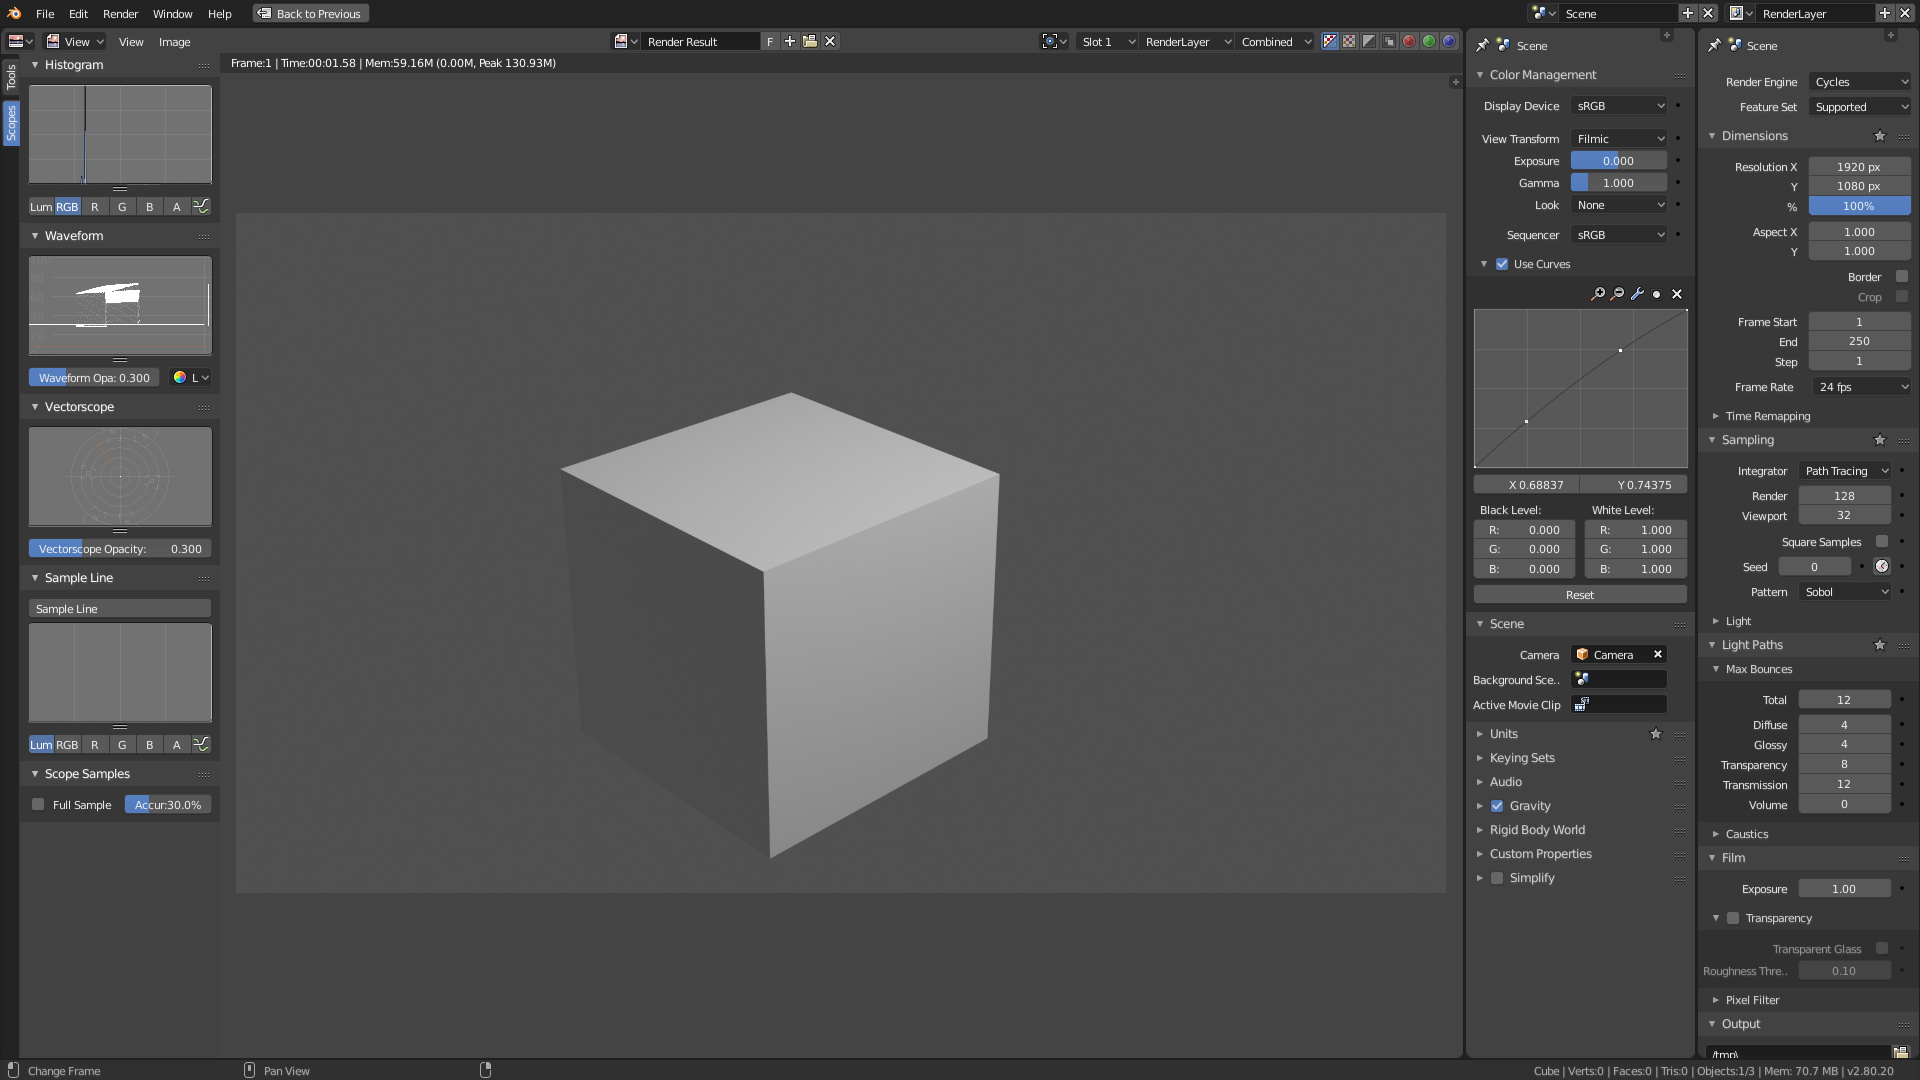 File Edit Render Window Help Back to Previous Scene RenderLayer
View View Image Render Result F Slot 1 RenderLayer Combined
Frame:1 | Time:00:01.58 | Mem:59.16M (0.00M, Peak 130.93M)
Tools
Scopes
Histogram
Lum RGB R G B A
Waveform
Waveform Opa: 0.300 L
Vectorscope
Vectorscope Opacity: 0.300
Sample Line
Sample Line
Lum RGB R G B A
Scope Samples
Full Sample Accur:30.0%
Scene
Color Management
Display Device sRGB
View Transform Filmic
Exposure 0.000
Gamma 1.000
Look None
Sequencer sRGB
Use Curves
X 0.68837 Y 0.74375
Black Level: White Level:
R: 0.000 R: 1.000
G: 0.000 G: 1.000
B: 0.000 B: 1.000
Reset
Scene
Camera Camera
Background Sce..
Active Movie Clip
Units
Keying Sets
Audio
Gravity
Rigid Body World
Custom Properties
Simplify
Scene
Render Engine Cycles
Feature Set Supported
Dimensions
Resolution X 1920 px
Y 1080 px
% 100%
Aspect X 1.000
Y 1.000
Border
Crop
Frame Start 1
End 250
Step 1
Frame Rate 24 fps
Time Remapping
Sampling
Integrator Path Tracing
Render 128
Viewport 32
Square Samples
Seed 0
Pattern Sobol
Light
Light Paths
Max Bounces
Total 12
Diffuse 4
Glossy 4
Transparency 8
Transmission 12
Volume 0
Caustics
Film
Exposure 1.00
Transparency
Transparent Glass
Roughness Thre.. 0.10
Pixel Filter
Output
/tmp\
Change Frame Pan View Cube | Verts:0 | Faces:0 | Tris:0 | Objects:1/3 | Mem: 70.7 MB | v2.80.20